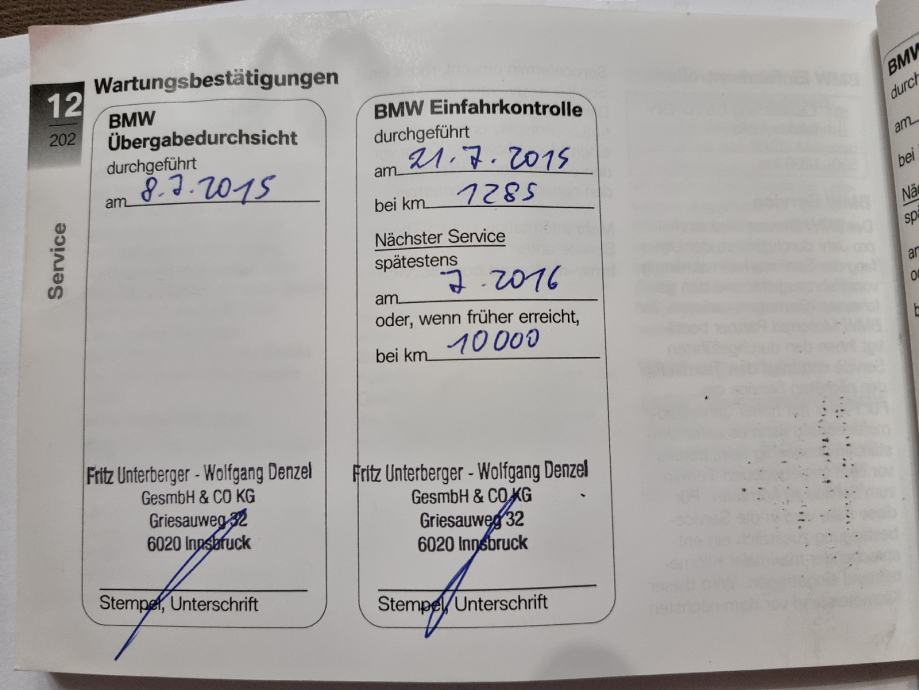 12
202
Service
Wartungsbestätigungen
BMW
Übergabedurchsicht
durchgeführt
am 8.7.2015
Fritz Unterberger - Wolfgang Denzel
GesmbH & CO KG
Griesauweg 32
6020 Innsbruck
Stempel, Unterschrift
BMW Einfahrkontrolle
durchgeführt
am 21.7.2015
bei km 1285
Nächster Service
spätestens
am 7.2016
oder, wenn früher erreicht,
bei km 10000
Fritz Unterberger - Wolfgang Denzel
GesmbH & CO KG
Griesauweg 32
6020 Innsbruck
Stempel, Unterschrift
BMW
am
bei